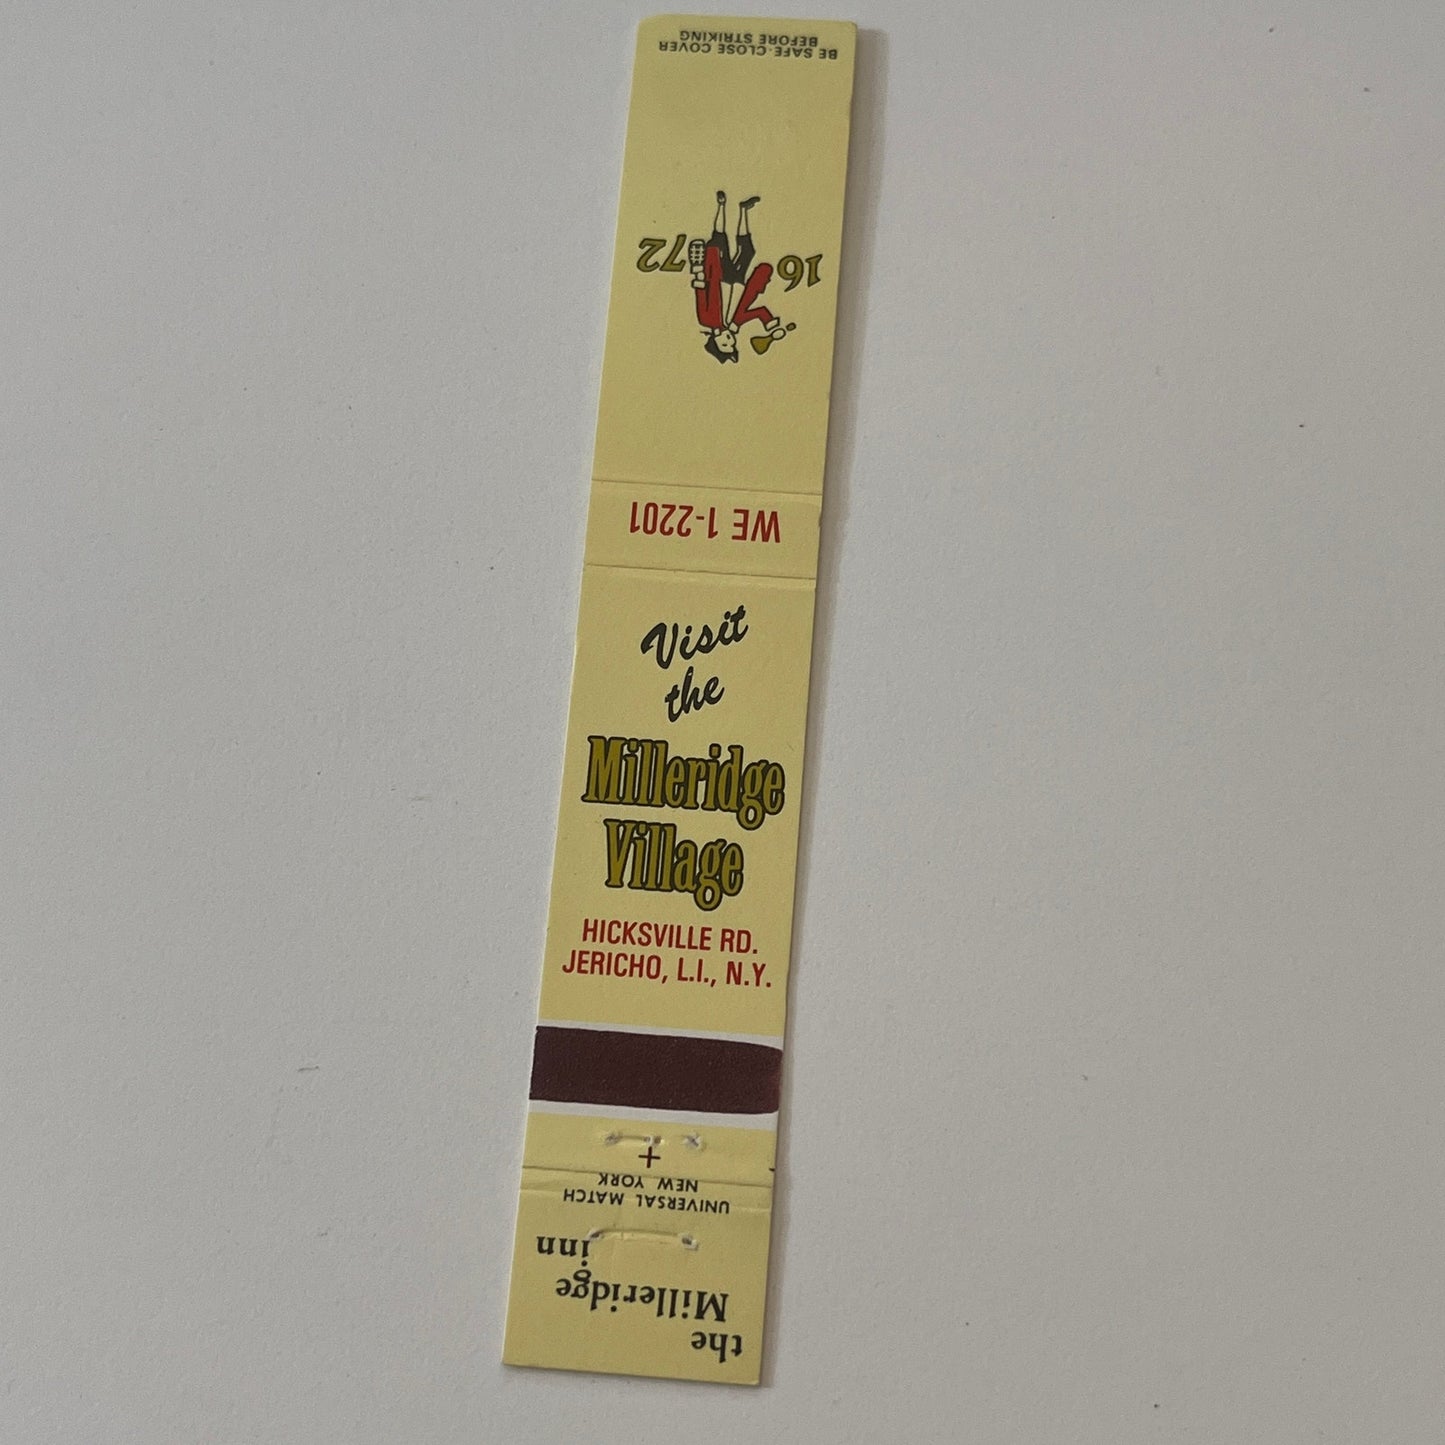 BE SAFE-CLOSE COVER
BEFORE STRIKING
16 72
WE 1-2201
Visit
the
Milleridge
Village
HICKSVILLE RD.
JERICHO, L.I., N.Y.
UNIVERSAL MATCH
NEW YORK
the
Milleridge
inn